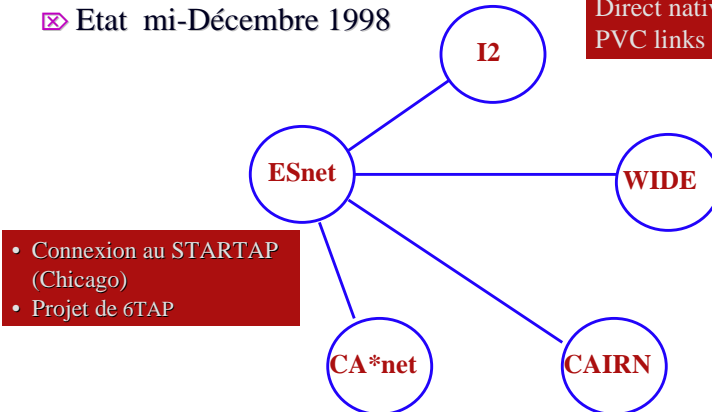 Etat mi-Décembre 1998
Direct nativ
PVC links
I2
ESnet
WIDE
• Connexion au STARTAP
(Chicago)
• Projet de 6TAP
CA*net
CAIRN